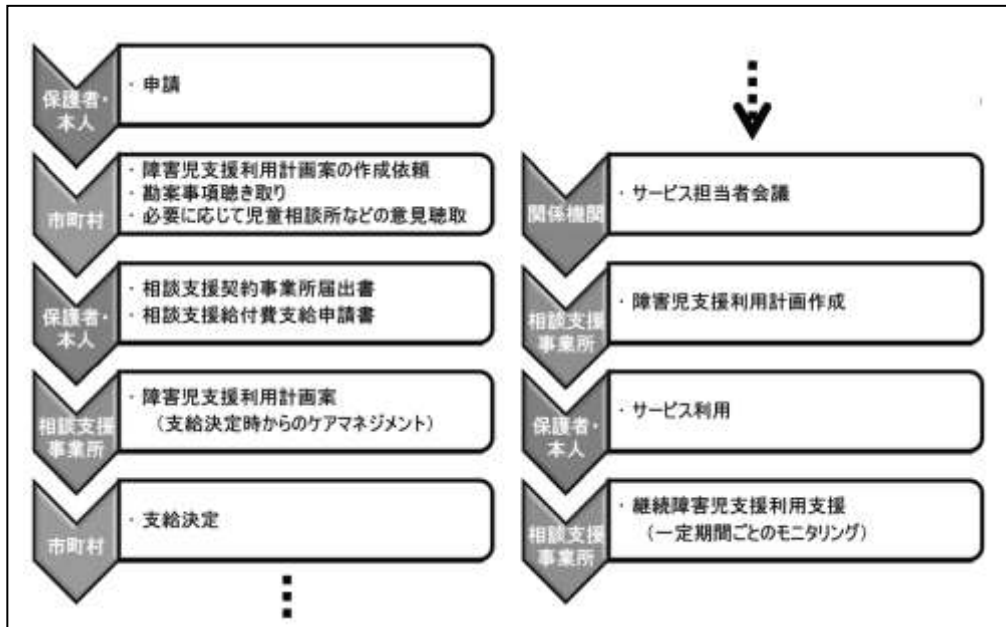 保護者・
本人
・ 申請
市町村
・ 障害児支援利用計画案の作成依頼
・ 勘案事項聴き取り
・ 必要に応じて児童相談所などの意見聴取
保護者・
本人
・ 相談支援契約事業所届出書
・ 相談支援給付費支給申請書
相談支援
事業所
・ 障害児支援利用計画案
（支給決定時からのケアマネジメント）
市町村
・ 支給決定
関係機関
・ サービス担当者会議
相談支援
事業所
・ 障害児支援利用計画作成
保護者・
本人
・ サービス利用
相談支援
事業所
・ 継続障害児支援利用支援
（一定期間ごとのモニタリング）